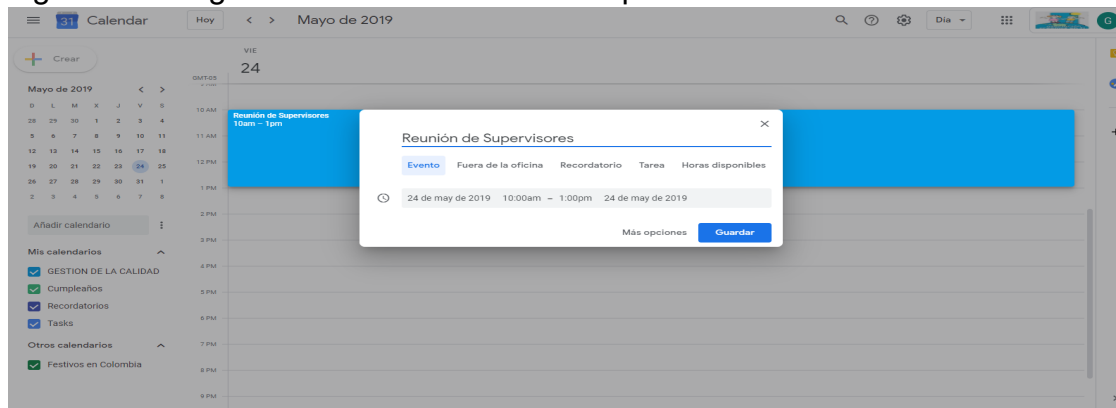 31 Calendar
Hoy
Mayo de 2019
Día
G
Crear
VIE
24
GMT-05
Mayo de 2019
D L M X J V S
28 29 30 1 2 3 4
5 6 7 8 9 10 11
12 13 14 15 16 17 18
19 20 21 22 23 24 25
26 27 28 29 30 31 1
2 3 4 5 6 7 8
Añadir calendario
Mis calendarios
GESTION DE LA CALIDAD
Cumpleaños
Recordatorios
Tasks
Otros calendarios
Festivos en Colombia
10 AM
11 AM
12 PM
1 PM
2 PM
3 PM
4 PM
5 PM
6 PM
7 PM
8 PM
9 PM
Reunión de Supervisores
10am – 1pm
Reunión de Supervisores
Evento Fuera de la oficina Recordatorio Tarea Horas disponibles
24 de may de 2019 10:00am – 1:00pm 24 de may de 2019
Más opciones Guardar